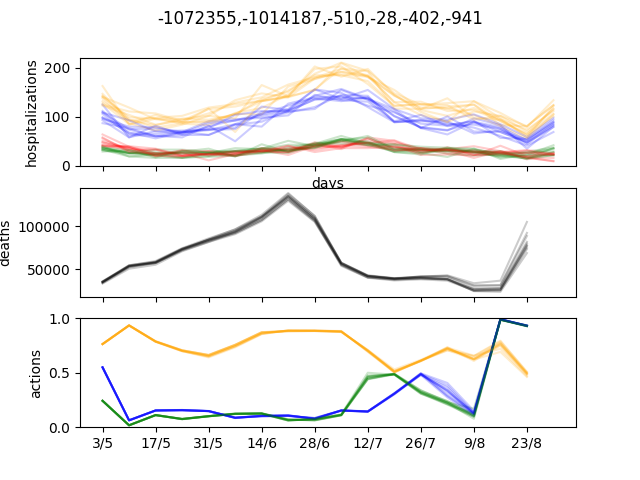 -1072355,-1014187,-510,-28,-402,-941
hospitalizations
200
100
0
days
deaths
100000
50000
actions
1.0
0.5
0.0
3/5 17/5 31/5 14/6 28/6 12/7 26/7 9/8 23/8